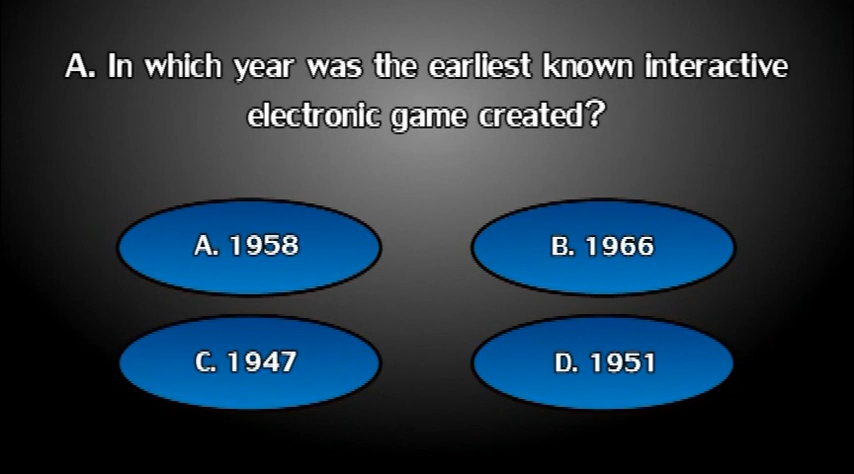 A. In which year was the earliest known interactive
electronic game created?
A. 1958
B. 1966
C. 1947
D. 1951